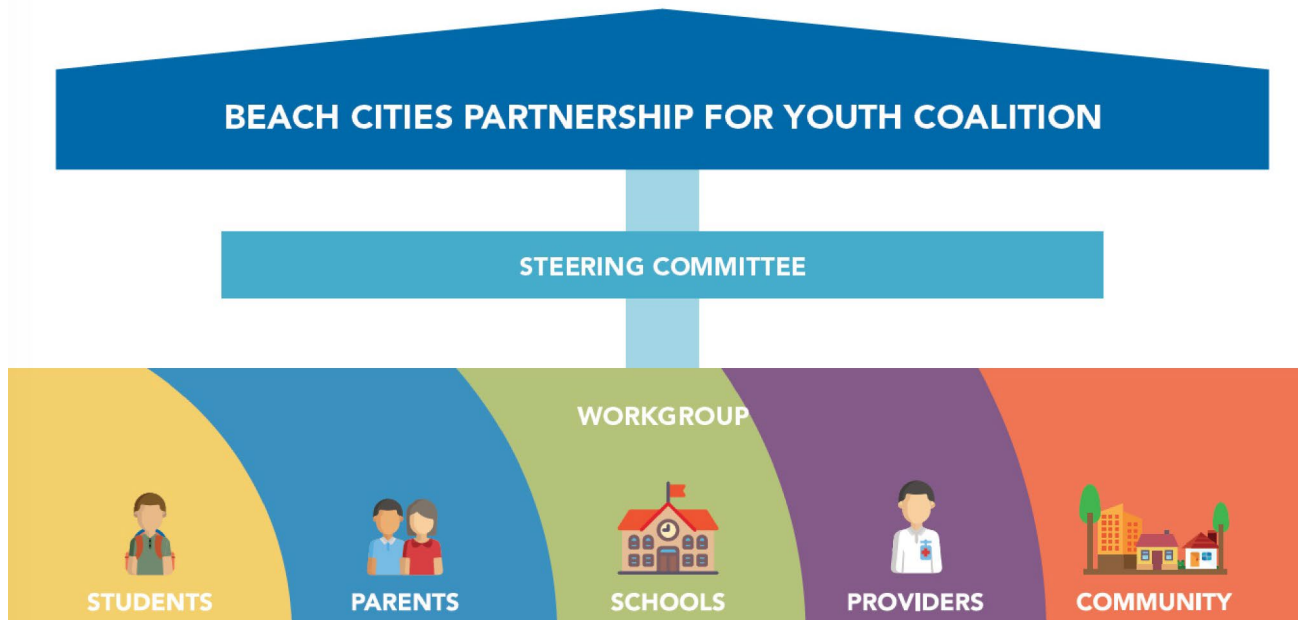 BEACH CITIES PARTNERSHIP FOR YOUTH COALITION
STEERING COMMITTEE
WORKGROUP
STUDENTS
PARENTS
SCHOOLS
PROVIDERS
COMMUNITY